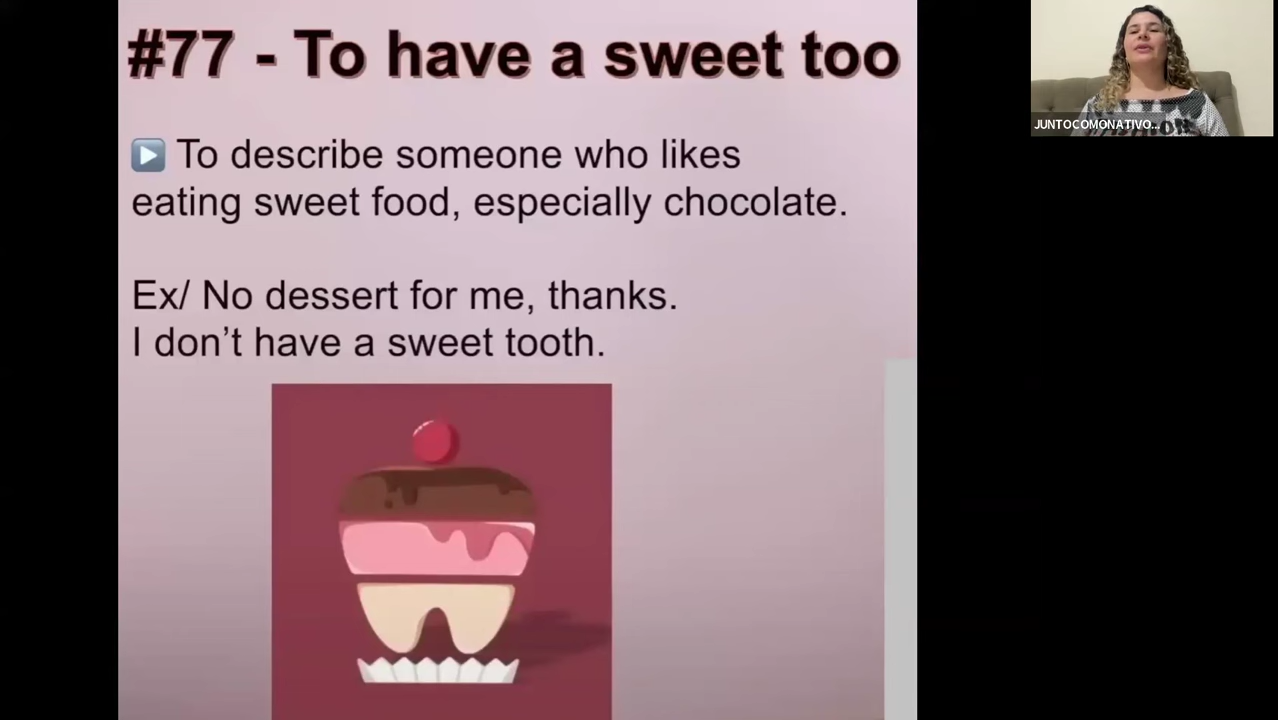 #77 - To have a sweet too
To describe someone who likes
eating sweet food, especially chocolate.
Ex/ No dessert for me, thanks.
I don’t have a sweet tooth.
JUNTOCOMONATIVO...